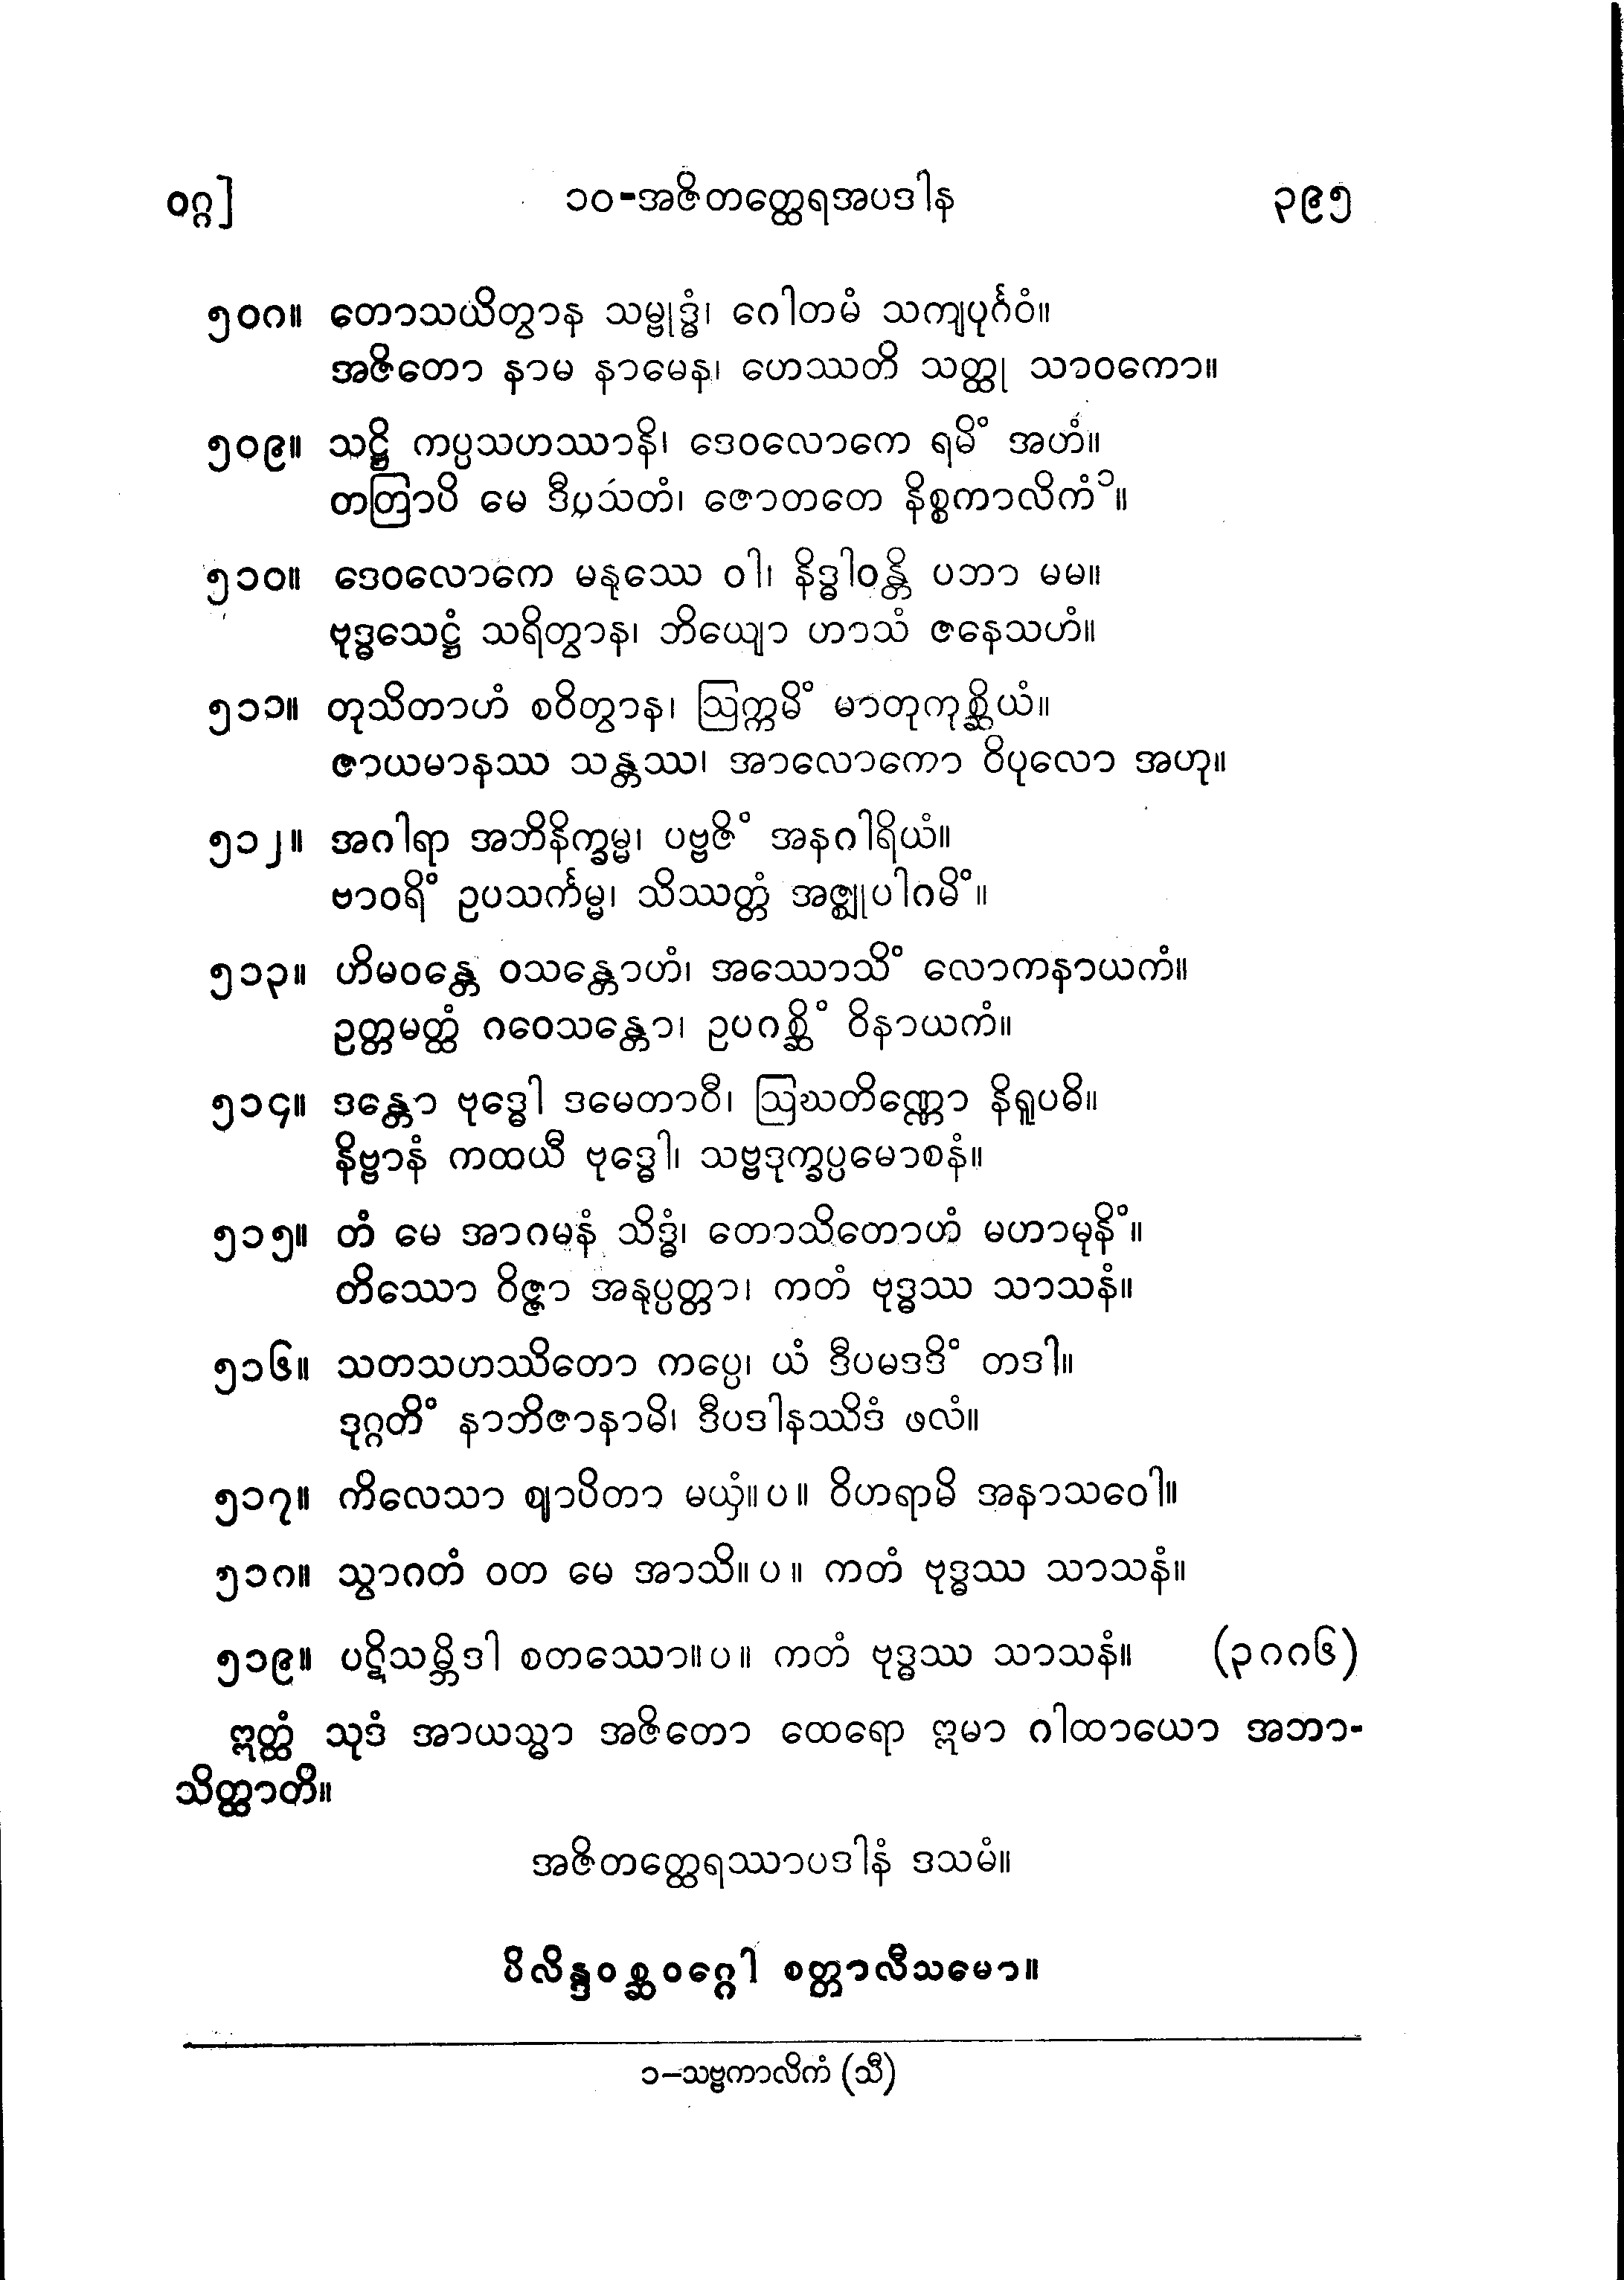 ဝဂ္ဂ] ၁၀-အဇိတတ္ထေရအပဒါန ၃၉၅
၅၀၈။ တောသယိတွာန သမ္ဗုဒ္ဓံ၊ ဂေါတမံ သကျပုင်္ဂဝံ။
အဇိတော နာမ နာမေန၊ ဟေဿတိ သတ္ထု သာဝကော။
၅၀၉။ သဋ္ဌိ ကပ္ပသဟဿာနိ၊ ဒေဝလောကေ ရမိံ အဟံ။
တတြာပိ မေ ဒီပသတံ၊ ဇောတတေ နိစ္စကာလိကံ၁။
၅၁၀။ ဒေဝလောကေ မနုဿေ ဝါ၊ နိဒ္ဓါဝန္တိ ပဘာ မမ။
ဗုဒ္ဓသေဋ္ဌံ သရိတွာန၊ ဘိယျော ဟာသံ ဇနေသဟံ။
၅၁၁။ တုသိတာဟံ စဝိတွာန၊ ဩက္ကမိံ မာတုကုစ္ဆိယံ။
ဇာယမာနဿ သန္တဿ၊ အာလောကော ဝိပုလော အဟု။
၅၁၂။ အဂါရာ အဘိနိက္ခမ္မ၊ ပဗ္ဗဇိံ အနဂါရိယံ။
ဗာဝရိံ ဥပသင်္ကမ္မ၊ သိဿတ္တံ အဇ္ဈုပါဂမိံ။
၅၁၃။ ဟိမဝန္တေ ဝသန္တောဟံ၊ အဿောသိံ လောကနာယကံ။
ဥတ္တမတ္ထံ ဂဝေသန္တော၊ ဥပဂစ္ဆိံ ဝိနာယကံ။
၅၁၄။ ဒန္တော ဗုဒ္ဓေါ ဒမေတာဝီ၊ ဩဃတိဏ္ဏော နိရူပဓိ။
နိဗ္ဗာနံ ကထယီ ဗုဒ္ဓေါ၊ သဗ္ဗဒုက္ခပ္ပမောစနံ။
၅၁၅။ တံ မေ အာဂမနံ သိဒ္ဓံ၊ တောသိတောဟံ မဟာမုနိံ။
တိဿော ဝိဇ္ဇာ အနုပ္ပတ္တာ၊ ကတံ ဗုဒ္ဓဿ သာသနံ။
၅၁၆။ သတသဟဿိတော ကပ္ပေ၊ ယံ ဒီပမဒဒိံ တဒါ။
ဒုဂ္ဂတိံ နာဘိဇာနာမိ၊ ဒီပဒါနဿိဒံ ဖလံ။
၅၁၇။ ကိလေသာ ဈာပိတာ မယှံ။ပ။ ဝိဟရာမိ အနာသဝေါ။
၅၁၈။ သွာဂတံ ဝတ မေ အာသိ။ပ။ ကတံ ဗုဒ္ဓဿ သာသနံ။
၅၁၉။ ပဋိသမ္ဘိဒါ စတဿော။ပ။ ကတံ ဗုဒ္ဓဿ သာသနံ။ (၃၈၈၆)
ဣတ္ထံ သုဒံ အာယသ္မာ အဇိတော ထေရော ဣမာ ဂါထာယော အဘာ-
သိတ္ထာတိ။
အဇိတတ္ထေရဿာပဒါနံ ဒသမံ။
ပိလိန္ဒဝစ္ဆဝဂ္ဂေါ စတ္တာလီသမော။
၁-သဗ္ဗကာလိကံ (သီ)